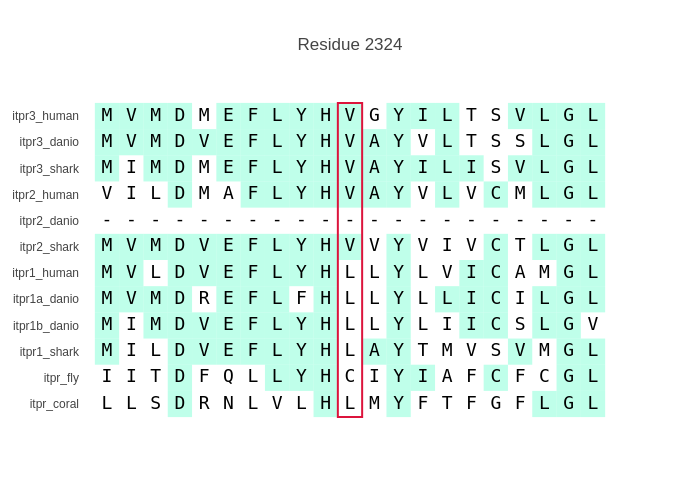 Residue 2324
itpr3_human M V M D M E F L Y H V G Y I L T S V L G L
itpr3_danio M V M D V E F L Y H V A Y V L T S S L G L
itpr3_shark M I M D M E F L Y H V A Y I L I S V L G L
itpr2_human V I L D M A F L Y H V A Y V L V C M L G L
itpr2_danio - - - - - - - - - - - - - - - - - - - - -
itpr2_shark M V M D V E F L Y H V V Y V I V C T L G L
itpr1_human M V L D V E F L Y H L L Y L V I C A M G L
itpr1a_danio M V M D R E F L F H L L Y L L I C I L G L
itpr1b_danio M I M D V E F L Y H L L Y L I I C S L G V
itpr1_shark M I L D V E F L Y H L A Y T M V S V M G L
itpr_fly I I T D F Q L L Y H C I Y I A F C F C G L
itpr_coral L L S D R N L V L H L M Y F T F G F L G L